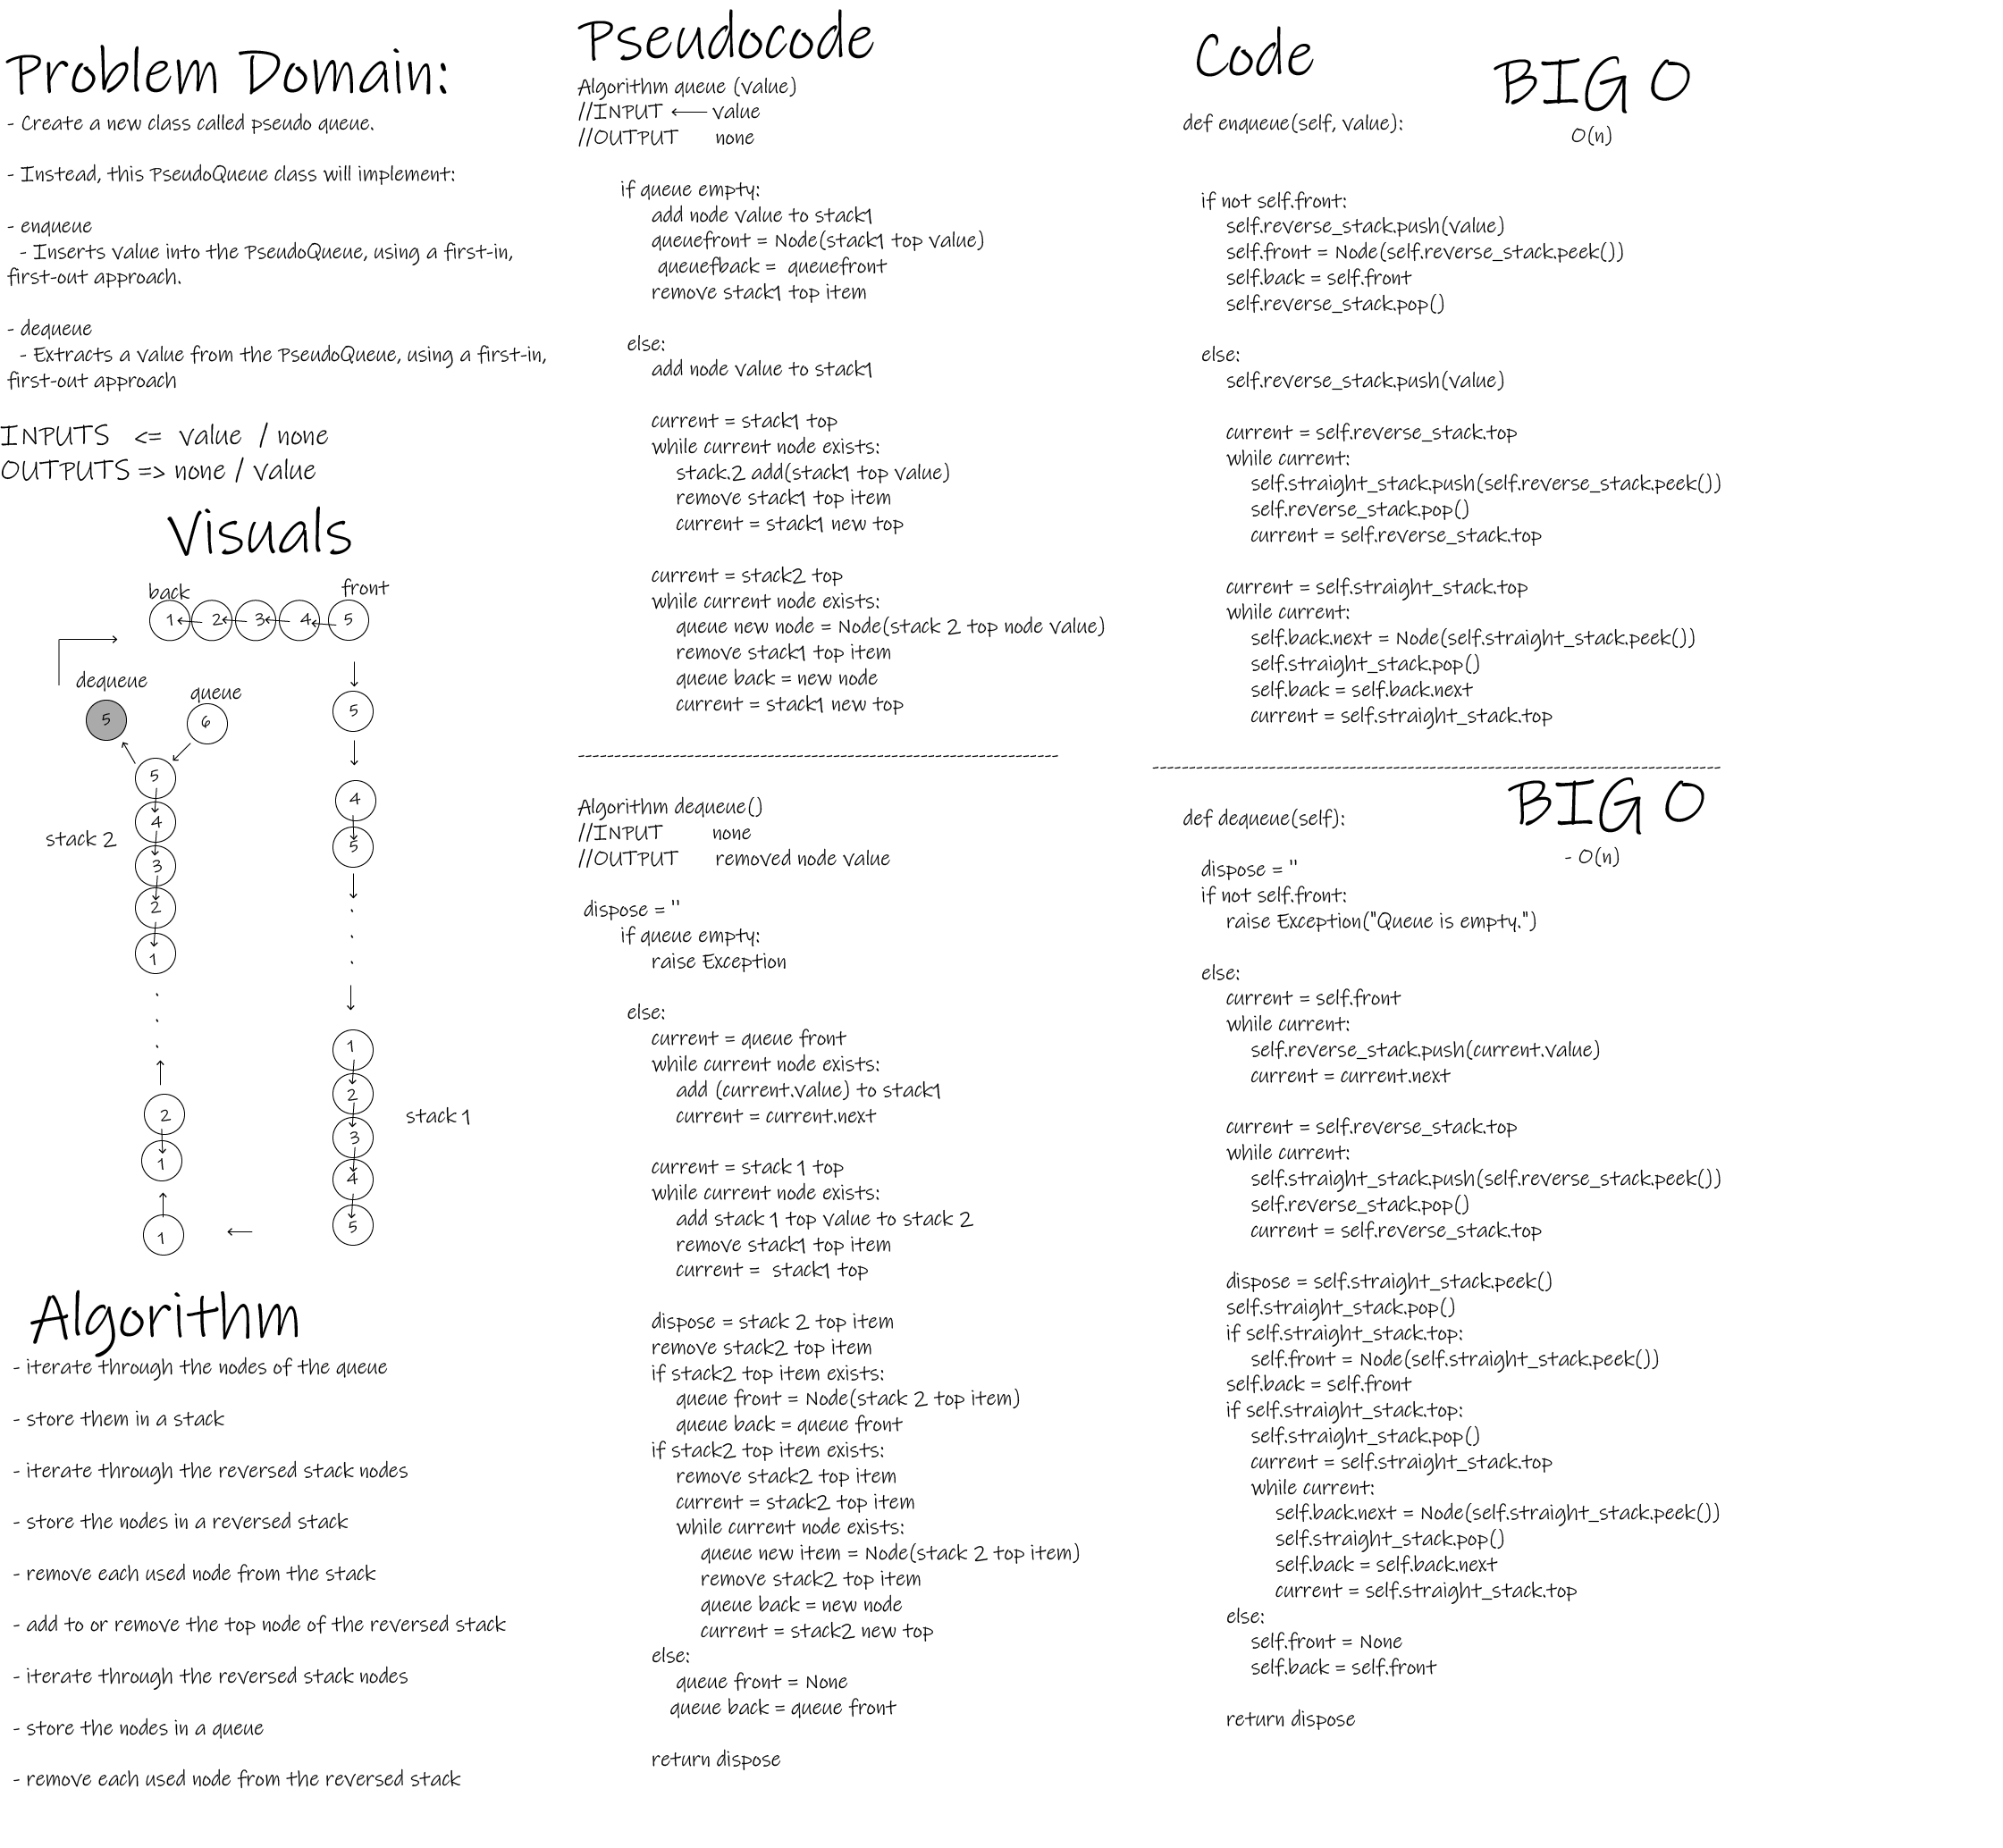 Problem Domain:
- Create a new class called pseudo queue.
- Instead, this PseudoQueue class will implement:
- enqueue
- Inserts value into the PseudoQueue, using a first-in,
first-out approach.
- dequeue
- Extracts a value from the PseudoQueue, using a first-in,
first-out approach
INPUTS <= value / none
OUTPUTS => none / value
Visuals
back front
1 2 3 4 5
dequeue queue
5 6
5
4
3
2
1
.
.
.
2
1
1
stack 2
5
4
5
.
.
.
1
2
3
4
5
stack 1
Algorithm
- iterate through the nodes of the queue
- store them in a stack
- iterate through the reversed stack nodes
- store the nodes in a reversed stack
- remove each used node from the stack
- add to or remove the top node of the reversed stack
- iterate through the reversed stack nodes
- store the nodes in a queue
- remove each used node from the reversed stack
Pseudocode
Algorithm queue (value)
//INPUT <---- value
//OUTPUT none
if queue empty:
add node value to stack1
queuefront = Node(stack1 top value)
queuefback = queuefront
remove stack1 top item
else:
add node value to stack1
current = stack1 top
while current node exists:
stack.2 add(stack1 top value)
remove stack1 top item
current = stack1 new top
current = stack2 top
while current node exists:
queue new node = Node(stack 2 top node value)
remove stack1 top item
queue back = new node
current = stack1 new top
------------------------------------------------------------------
Algorithm dequeue()
//INPUT none
//OUTPUT removed node value
dispose = ''
if queue empty:
raise Exception
else:
current = queue front
while current node exists:
add (current.value) to stack1
current = current.next
current = stack 1 top
while current node exists:
add stack 1 top value to stack 2
remove stack1 top item
current = stack1 top
dispose = stack 2 top item
remove stack2 top item
if stack2 top item exists:
queue front = Node(stack 2 top item)
queue back = queue front
if stack2 top item exists:
remove stack2 top item
current = stack2 top item
while current node exists:
queue new item = Node(stack 2 top item)
remove stack2 top item
queue back = new node
current = stack2 new top
else:
queue front = None
queue back = queue front
return dispose
Code
BIG O
O(n)
def enqueue(self, value):
if not self.front:
self.reverse_stack.push(value)
self.front = Node(self.reverse_stack.peek())
self.back = self.front
self.reverse_stack.pop()
else:
self.reverse_stack.push(value)
current = self.reverse_stack.top
while current:
self.straight_stack.push(self.reverse_stack.peek())
self.reverse_stack.pop()
current = self.reverse_stack.top
current = self.straight_stack.top
while current:
self.back.next = Node(self.straight_stack.peek())
self.straight_stack.pop()
self.back = self.back.next
current = self.straight_stack.top
------------------------------------------------------------------------------
BIG O
- O(n)
def dequeue(self):
dispose = ''
if not self.front:
raise Exception("Queue is empty.")
else:
current = self.front
while current:
self.reverse_stack.push(current.value)
current = current.next
current = self.reverse_stack.top
while current:
self.straight_stack.push(self.reverse_stack.peek())
self.reverse_stack.pop()
current = self.reverse_stack.top
dispose = self.straight_stack.peek()
self.straight_stack.pop()
if self.straight_stack.top:
self.front = Node(self.straight_stack.peek())
self.back = self.front
if self.straight_stack.top:
self.straight_stack.pop()
current = self.straight_stack.top
while current:
self.back.next = Node(self.straight_stack.peek())
self.straight_stack.pop()
self.back = self.back.next
current = self.straight_stack.top
else:
self.front = None
self.back = self.front
return dispose